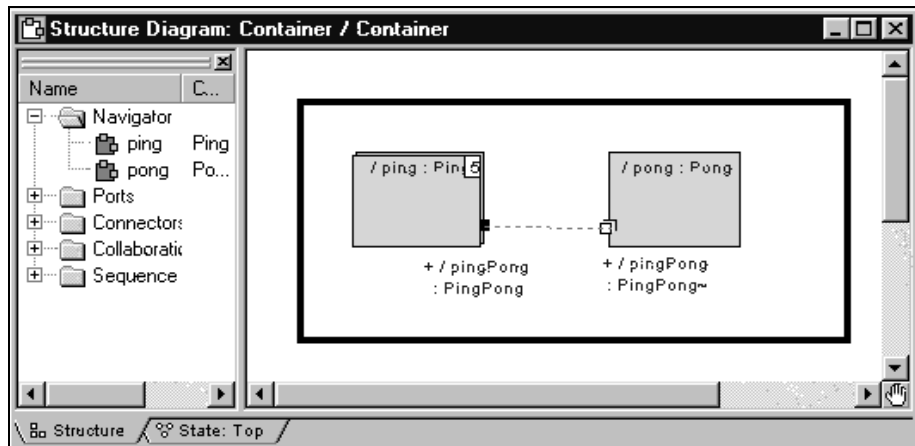 Structure Diagram: Container / Container
Name C...
Navigator
ping Ping
pong Po...
Ports
Connectors
Collaboratic
Sequence
/ ping : Ping 5
/ pong : Pong
+ / pingPong
: PingPong
+ / pingPong
: PingPong~
Structure State: Top